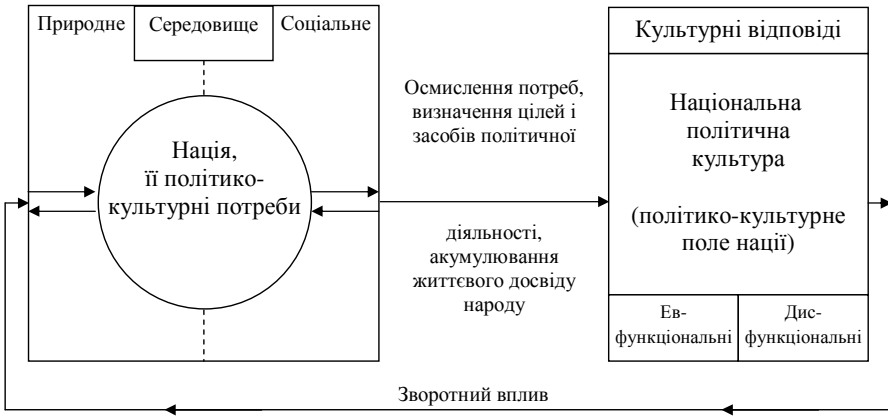 Природне
Середовище
Соціальне
Нація,
її політико-
культурні потреби
Осмислення потреб,
визначення цілей і
засобів політичної
діяльності,
акумулювання
життєвого досвіду
народу
Культурні відповіді
Національна
політична
культура
(політико-культурне
поле нації)
Ев-
функціональні
Дис-
функціональні
Зворотний вплив